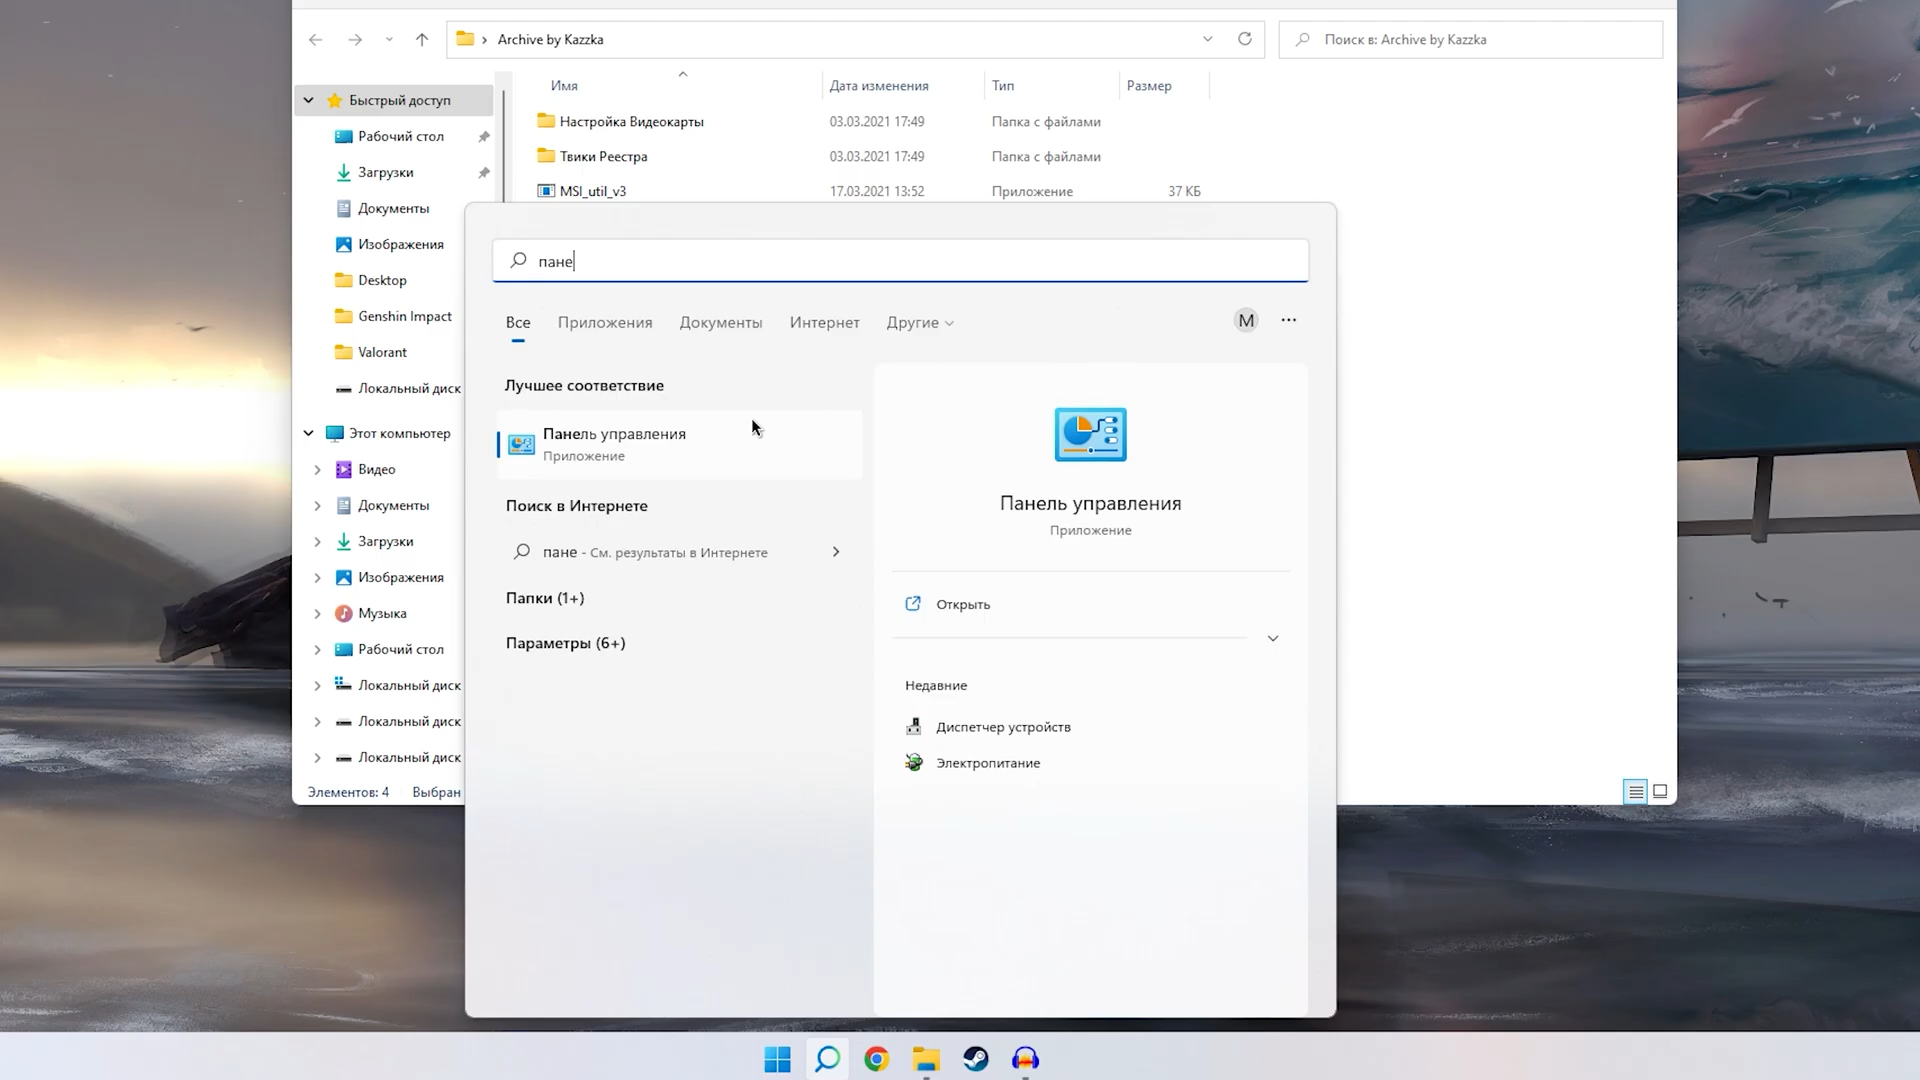 Archive by Kazzka
Поиск в: Archive by Kazzka
Имя
Дата изменения
Тип
Размер
Быстрый доступ
Рабочий стол
Загрузки
Документы
Изображения
Desktop
Genshin Impact
Valorant
Локальный диск
Этот компьютер
Видео
Документы
Загрузки
Изображения
Музыка
Рабочий стол
Локальный диск
Локальный диск
Локальный диск
Настройка Видеокарты 03.03.2021 17:49 Папка с файлами
Твики Реестра 03.03.2021 17:49 Папка с файлами
MSI_util_v3 17.03.2021 13:52 Приложение 37 КБ
Элементов: 4 Выбран
пане
Все Приложения Документы Интернет Другие
M
Лучшее соответствие
Панель управления
Приложение
Поиск в Интернете
пане - См. результаты в Интернете
Папки (1+)
Параметры (6+)
Панель управления
Приложение
Открыть
Недавние
Диспетчер устройств
Электропитание